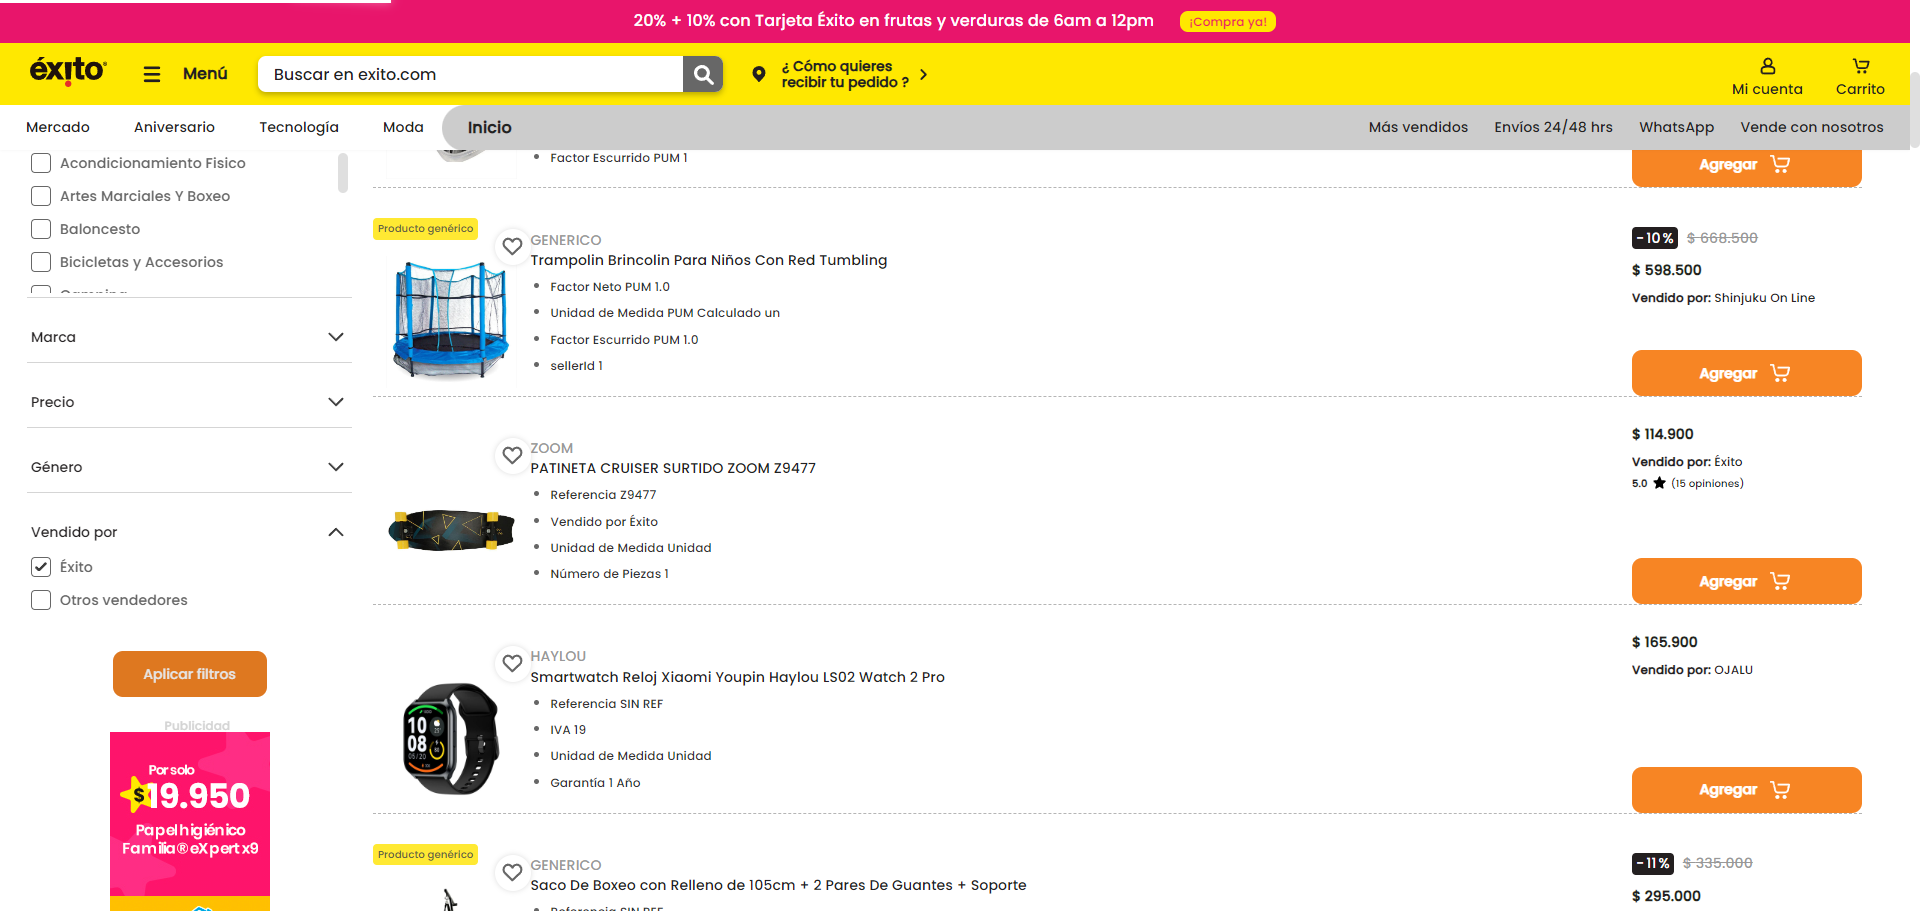 20% + 10% con Tarjeta Éxito en frutas y verduras de 6am a 12pm
¡Compra ya!
éxito
Menú
Buscar en exito.com
¿ Cómo quieres
recibir tu pedido ?
Mi cuenta
Carrito
Mercado
Aniversario
Tecnología
Moda
Inicio
Más vendidos
Envíos 24/48 hrs
WhatsApp
Vende con nosotros
Acondicionamiento Fisico
Artes Marciales Y Boxeo
Baloncesto
Bicicletas y Accesorios
Marca
Precio
Género
Vendido por
Éxito
Otros vendedores
Aplicar filtros
Publicidad
Por solo
$19.950
Papel higiénico
Familia® eXpert x9
Factor Escurrido PUM 1
Agregar
Producto genérico
GENERICO
Trampolin Brincolin Para Niños Con Red Tumbling
Factor Neto PUM 1.0
Unidad de Medida PUM Calculado un
Factor Escurrido PUM 1.0
sellerId 1
-10%
$ 668.500
$ 598.500
Vendido por: Shinjuku On Line
Agregar
ZOOM
PATINETA CRUISER SURTIDO ZOOM Z9477
Referencia Z9477
Vendido por Éxito
Unidad de Medida Unidad
Número de Piezas 1
$ 114.900
Vendido por: Éxito
5.0 ★ (15 opiniones)
Agregar
HAYLOU
Smartwatch Reloj Xiaomi Youpin Haylou LS02 Watch 2 Pro
Referencia SIN REF
IVA 19
Unidad de Medida Unidad
Garantía 1 Año
10
08
$ 165.900
Vendido por: OJALU
Agregar
Producto genérico
GENERICO
Saco De Boxeo con Relleno de 105cm + 2 Pares De Guantes + Soporte
Referencia SIN REF
-11%
$ 335.000
$ 295.000